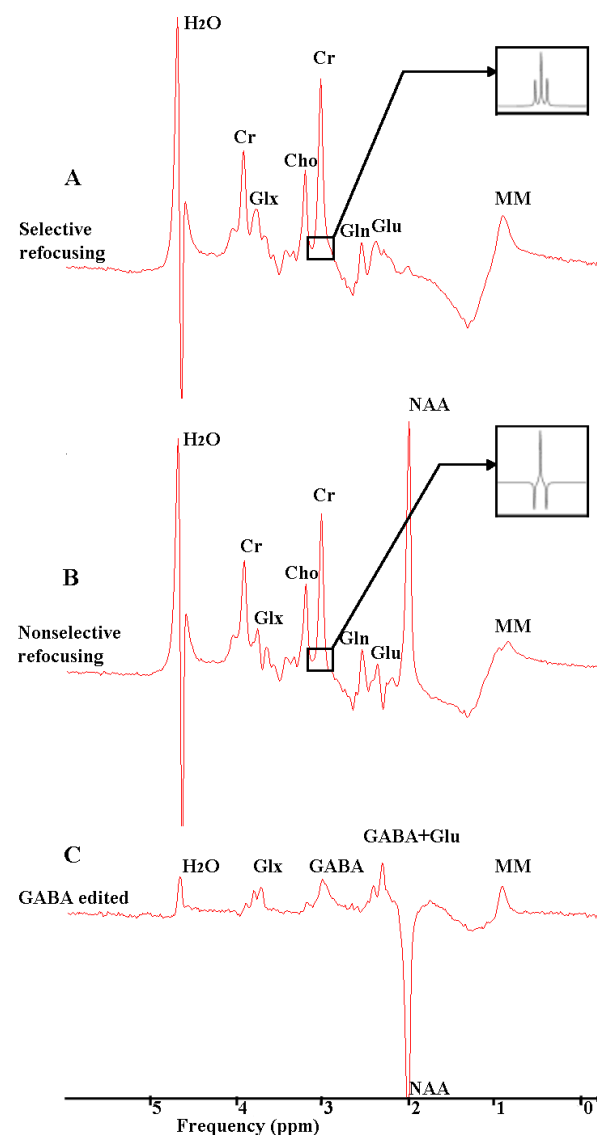 H2O
Cr
Cr
Cho
A
Glx
MM
Selective
refocusing
Gln
Glu
NAA
H2O
Cr
Cr
B
Cho
Glx
Gln
MM
Nonselective
refocusing
Glu
GABA+Glu
C
H2O
Glx
GABA
MM
GABA edited
NAA
5
4
3
2
1
0
Frequency (ppm)